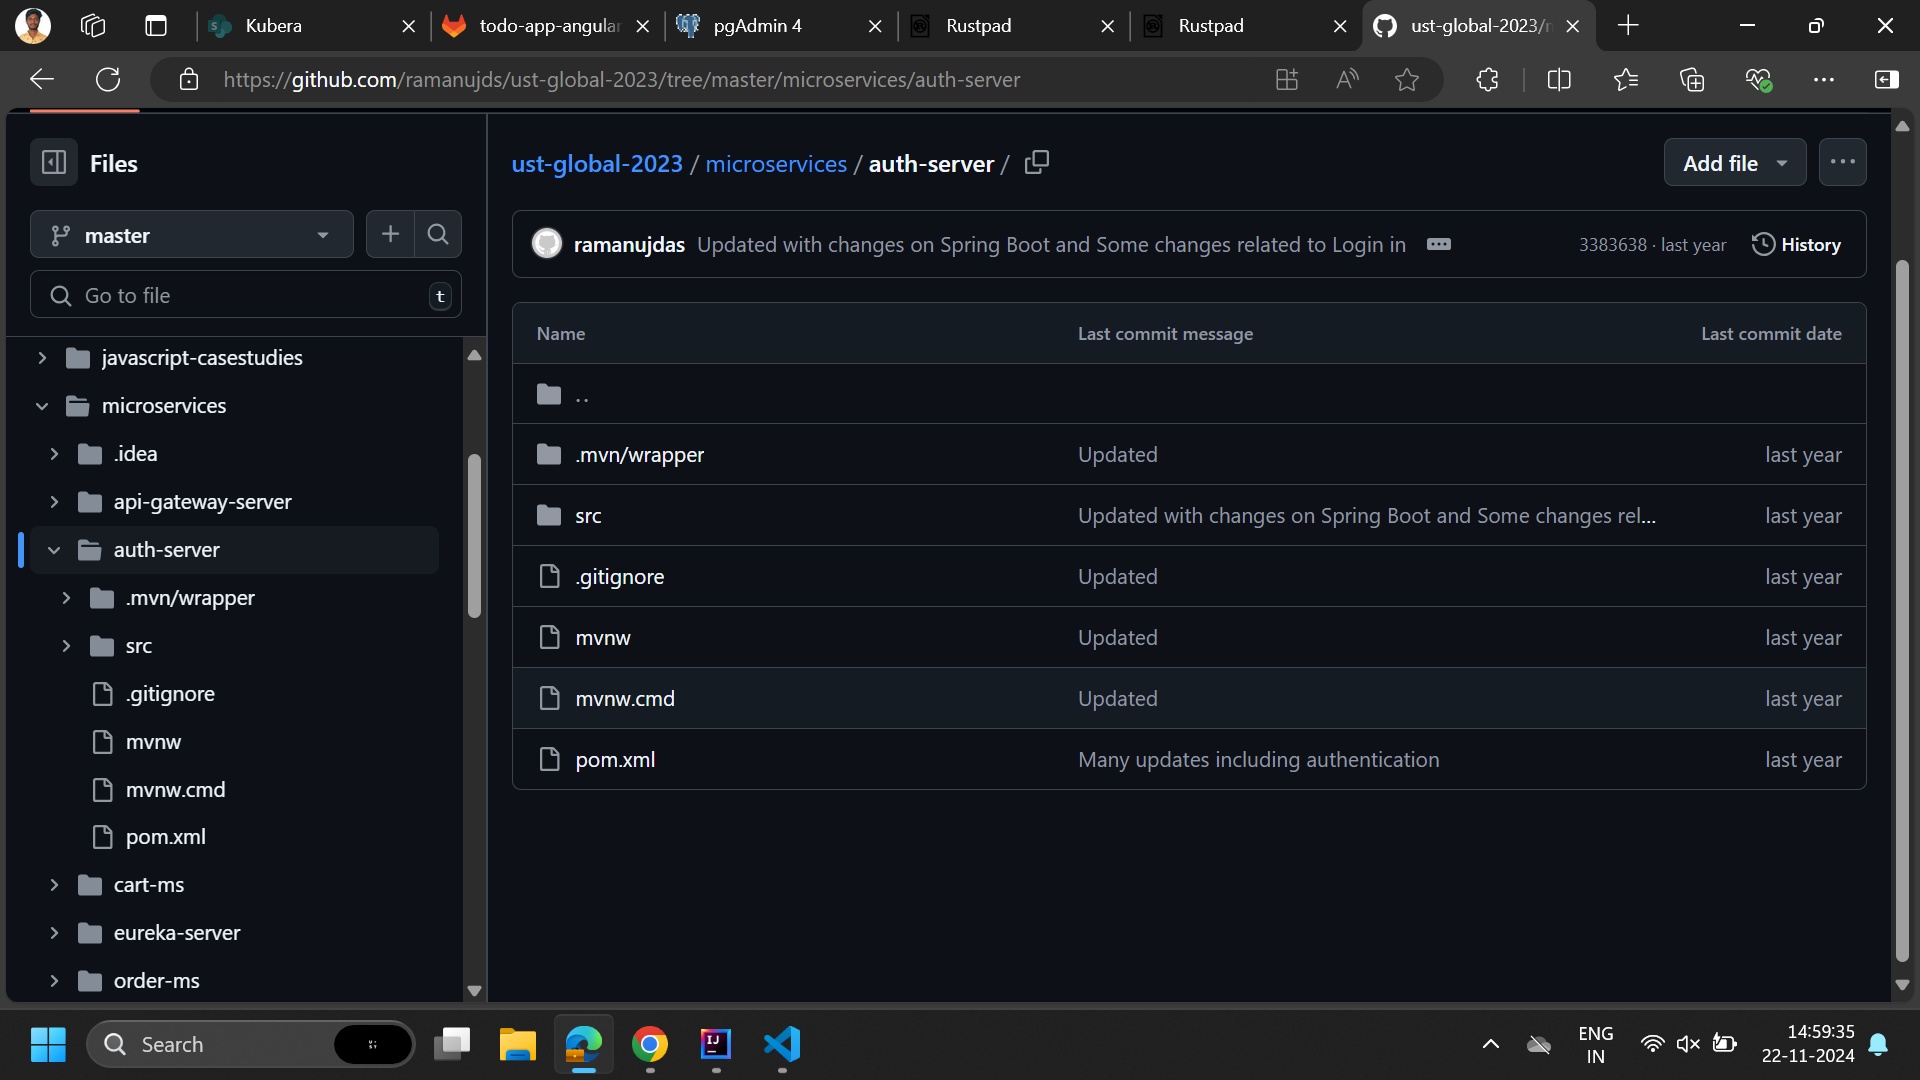 Kubera
todo-app-angular
pgAdmin 4
Rustpad
Rustpad
ust-global-2023/
https://github.com/ramanujds/ust-global-2023/tree/master/microservices/auth-server
Files
master
Go to file
t
javascript-casestudies
microservices
.idea
api-gateway-server
auth-server
.mvn/wrapper
src
.gitignore
mvnw
mvnw.cmd
pom.xml
cart-ms
eureka-server
order-ms
ust-global-2023 / microservices / auth-server /
Add file
ramanujdas Updated with changes on Spring Boot and Some changes related to Login in
3383638 · last year
History
Name Last commit message Last commit date
..
.mvn/wrapper Updated last year
src Updated with changes on Spring Boot and Some changes rel... last year
.gitignore Updated last year
mvnw Updated last year
mvnw.cmd Updated last year
pom.xml Many updates including authentication last year
Search
ENG
IN
14:59:35
22-11-2024